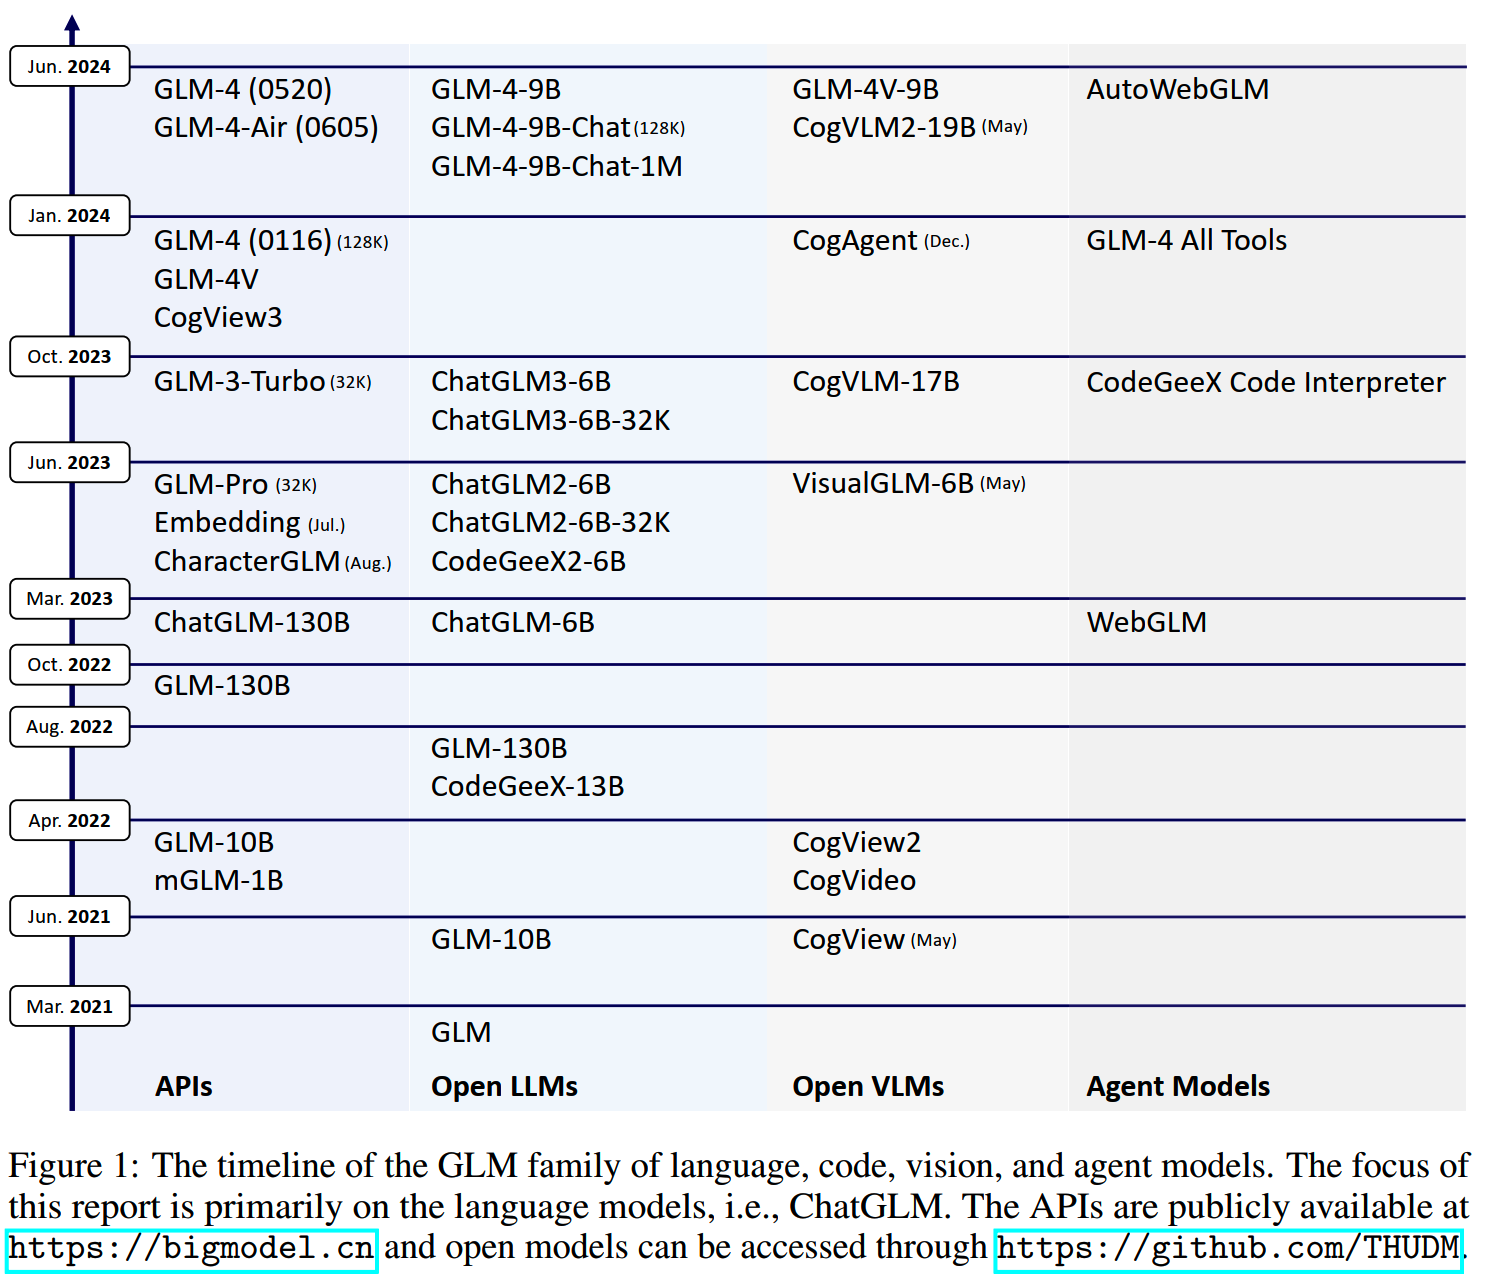 Jun. 2024
GLM-4 (0520)
GLM-4-Air (0605)
GLM-4-9B
GLM-4-9B-Chat (128K)
GLM-4-9B-Chat-1M
GLM-4V-9B
CogVLM2-19B (May)
AutoWebGLM
Jan. 2024
GLM-4 (0116) (128K)
GLM-4V
CogView3
CogAgent (Dec.)
GLM-4 All Tools
Oct. 2023
GLM-3-Turbo (32K)
ChatGLM3-6B
ChatGLM3-6B-32K
CogVLM-17B
CodeGeeX Code Interpreter
Jun. 2023
GLM-Pro (32K)
Embedding (Jul.)
CharacterGLM (Aug.)
ChatGLM2-6B
ChatGLM2-6B-32K
CodeGeeX2-6B
VisualGLM-6B (May)
Mar. 2023
ChatGLM-130B
ChatGLM-6B
WebGLM
Oct. 2022
GLM-130B
Aug. 2022
GLM-130B
CodeGeeX-13B
Apr. 2022
GLM-10B
mGLM-1B
CogView2
CogVideo
Jun. 2021
GLM-10B
CogView (May)
Mar. 2021
GLM
APIs
Open LLMs
Open VLMs
Agent Models
Figure 1: The timeline of the GLM family of language, code, vision, and agent models. The focus of
this report is primarily on the language models, i.e., ChatGLM. The APIs are publicly available at
https://bigmodel.cn and open models can be accessed through https://github.com/THUDM.